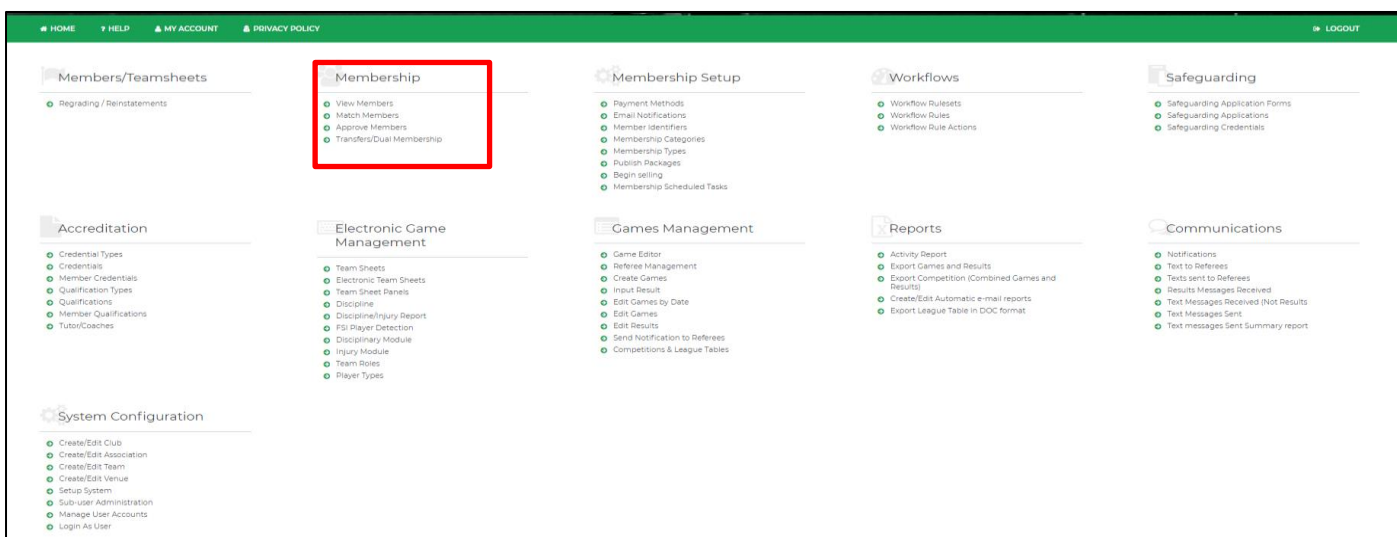 HOME
? HELP
MY ACCOUNT
PRIVACY POLICY
LOGOUT
Members/Teamsheets
Regrading / Reinstatements
Membership
View Members
Match Members
Approve Members
Transfers/Dual Membership
Membership Setup
Payment Methods
Email Notifications
Member Identifiers
Membership Categories
Membership Types
Publish Packages
Begin selling
Membership Scheduled Tasks
Workflows
Workflow Rulesets
Workflow Rules
Workflow Rule Actions
Safeguarding
Safeguarding Application Forms
Safeguarding Applications
Safeguarding Credentials
Accreditation
Credential Types
Credentials
Member Credentials
Qualification Types
Qualifications
Member Qualifications
Tutor/Coaches
Electronic Game
Management
Team Sheets
Electronic Team Sheets
Team Sheet Panels
Discipline
Discipline/Injury Report
FSI Player Detection
Disciplinary Module
Injury Module
Team Roles
Player Types
Games Management
Game Editor
Referee Management
Create Games
Input Result
Edit Games by Date
Edit Games
Edit Results
Send Notification to Referees
Competitions & League Tables
Reports
Activity Report
Export Games and Results
Export Competition (Combined Games and
Results)
Create/Edit Automatic e-mail reports
Export League Table in DOC format
Communications
Notifications
Text to Referees
Texts sent to Referees
Results Messages Received
Text Messages Received (Not Results
Text Messages Sent
Text messages Sent Summary report
System Configuration
Create/Edit Club
Create/Edit Association
Create/Edit Team
Create/Edit Venue
Setup System
Sub-user Administration
Manage User Accounts
Login As User